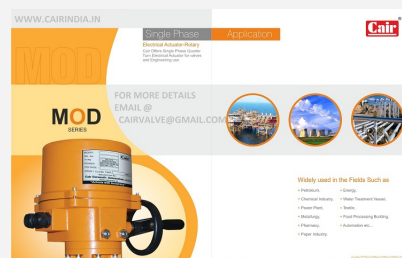 WWW.CAIRINDIA.IN
Single Phase
Application
Cair
Electrical Actuator-Rotary
Cair Offers Single Phase Quarter
Turn Electrical Actuator for valves
and Engineering use
MOD
FOR MORE DETAILS
EMAIL @
CAIRVALVE@GMAIL.COM
MOD
SERIES
Widely used in the Fields Such as
• Petroleum,
• Chemical Industry,
• Power Plant,
• Metallurgy,
• Pharmacy,
• Paper Industry,
• Energy,
• Water Treatment Vessel,
• Textile,
• Food Processing Building
• Automation etc...